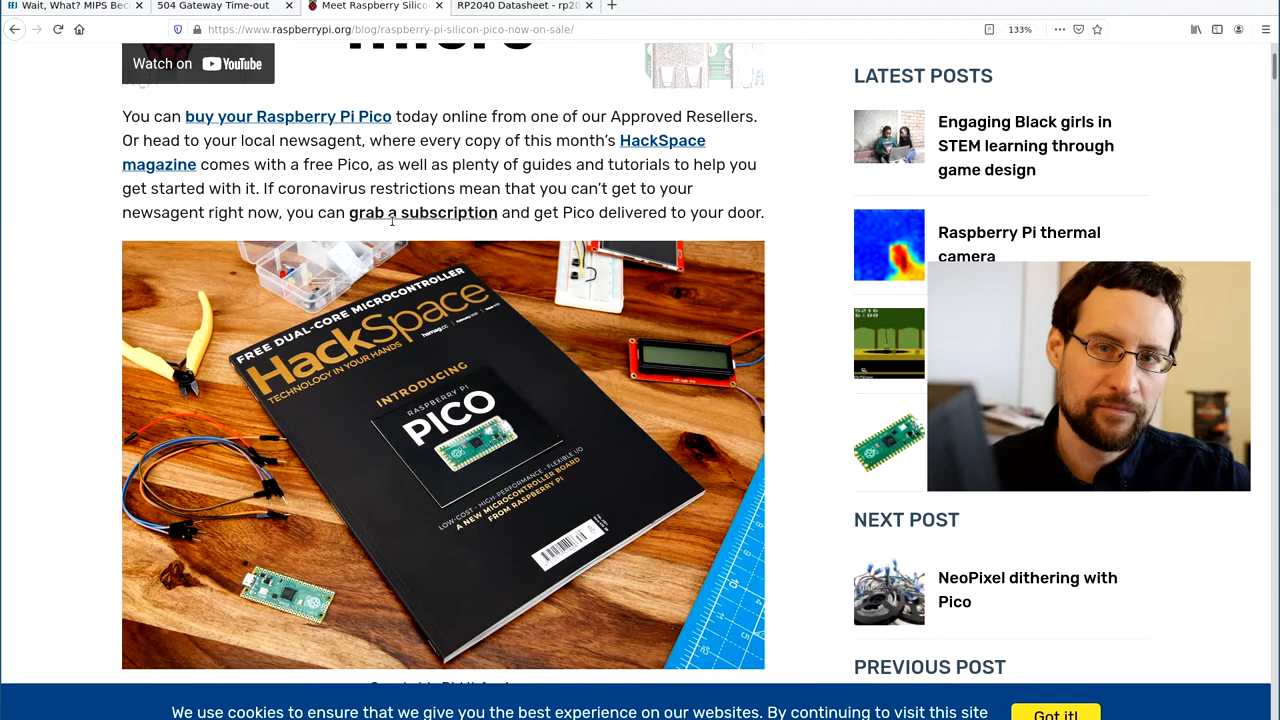 Wait, What? MIPS Bec
504 Gateway Time-out
Meet Raspberry Silico
RP2040 Datasheet - rp20
https://www.raspberrypi.org/blog/raspberry-pi-silicon-pico-now-on-sale/
133%
Watch on YouTube
You can buy your Raspberry Pi Pico today online from one of our Approved Resellers.
Or head to your local newsagent, where every copy of this month’s HackSpace
magazine comes with a free Pico, as well as plenty of guides and tutorials to help you
get started with it. If coronavirus restrictions mean that you can’t get to your
newsagent right now, you can grab a subscription and get Pico delivered to your door.
FREE DUAL-CORE MICROCONTROLLER
HackSpace
TECHNOLOGY IN YOUR HANDS
hsmag.cc
INTRODUCING
RASPBERRY PI
PICO
LOW-COST · HIGH-PERFORMANCE · FLEXIBLE I/O
A NEW MICROCONTROLLER BOARD
FROM RASPBERRY PI
LATEST POSTS
Engaging Black girls in
STEM learning through
game design
Raspberry Pi thermal
camera
NEXT POST
NeoPixel dithering with
Pico
PREVIOUS POST
We use cookies to ensure that we give you the best experience on our websites. By continuing to visit this site
Got it!